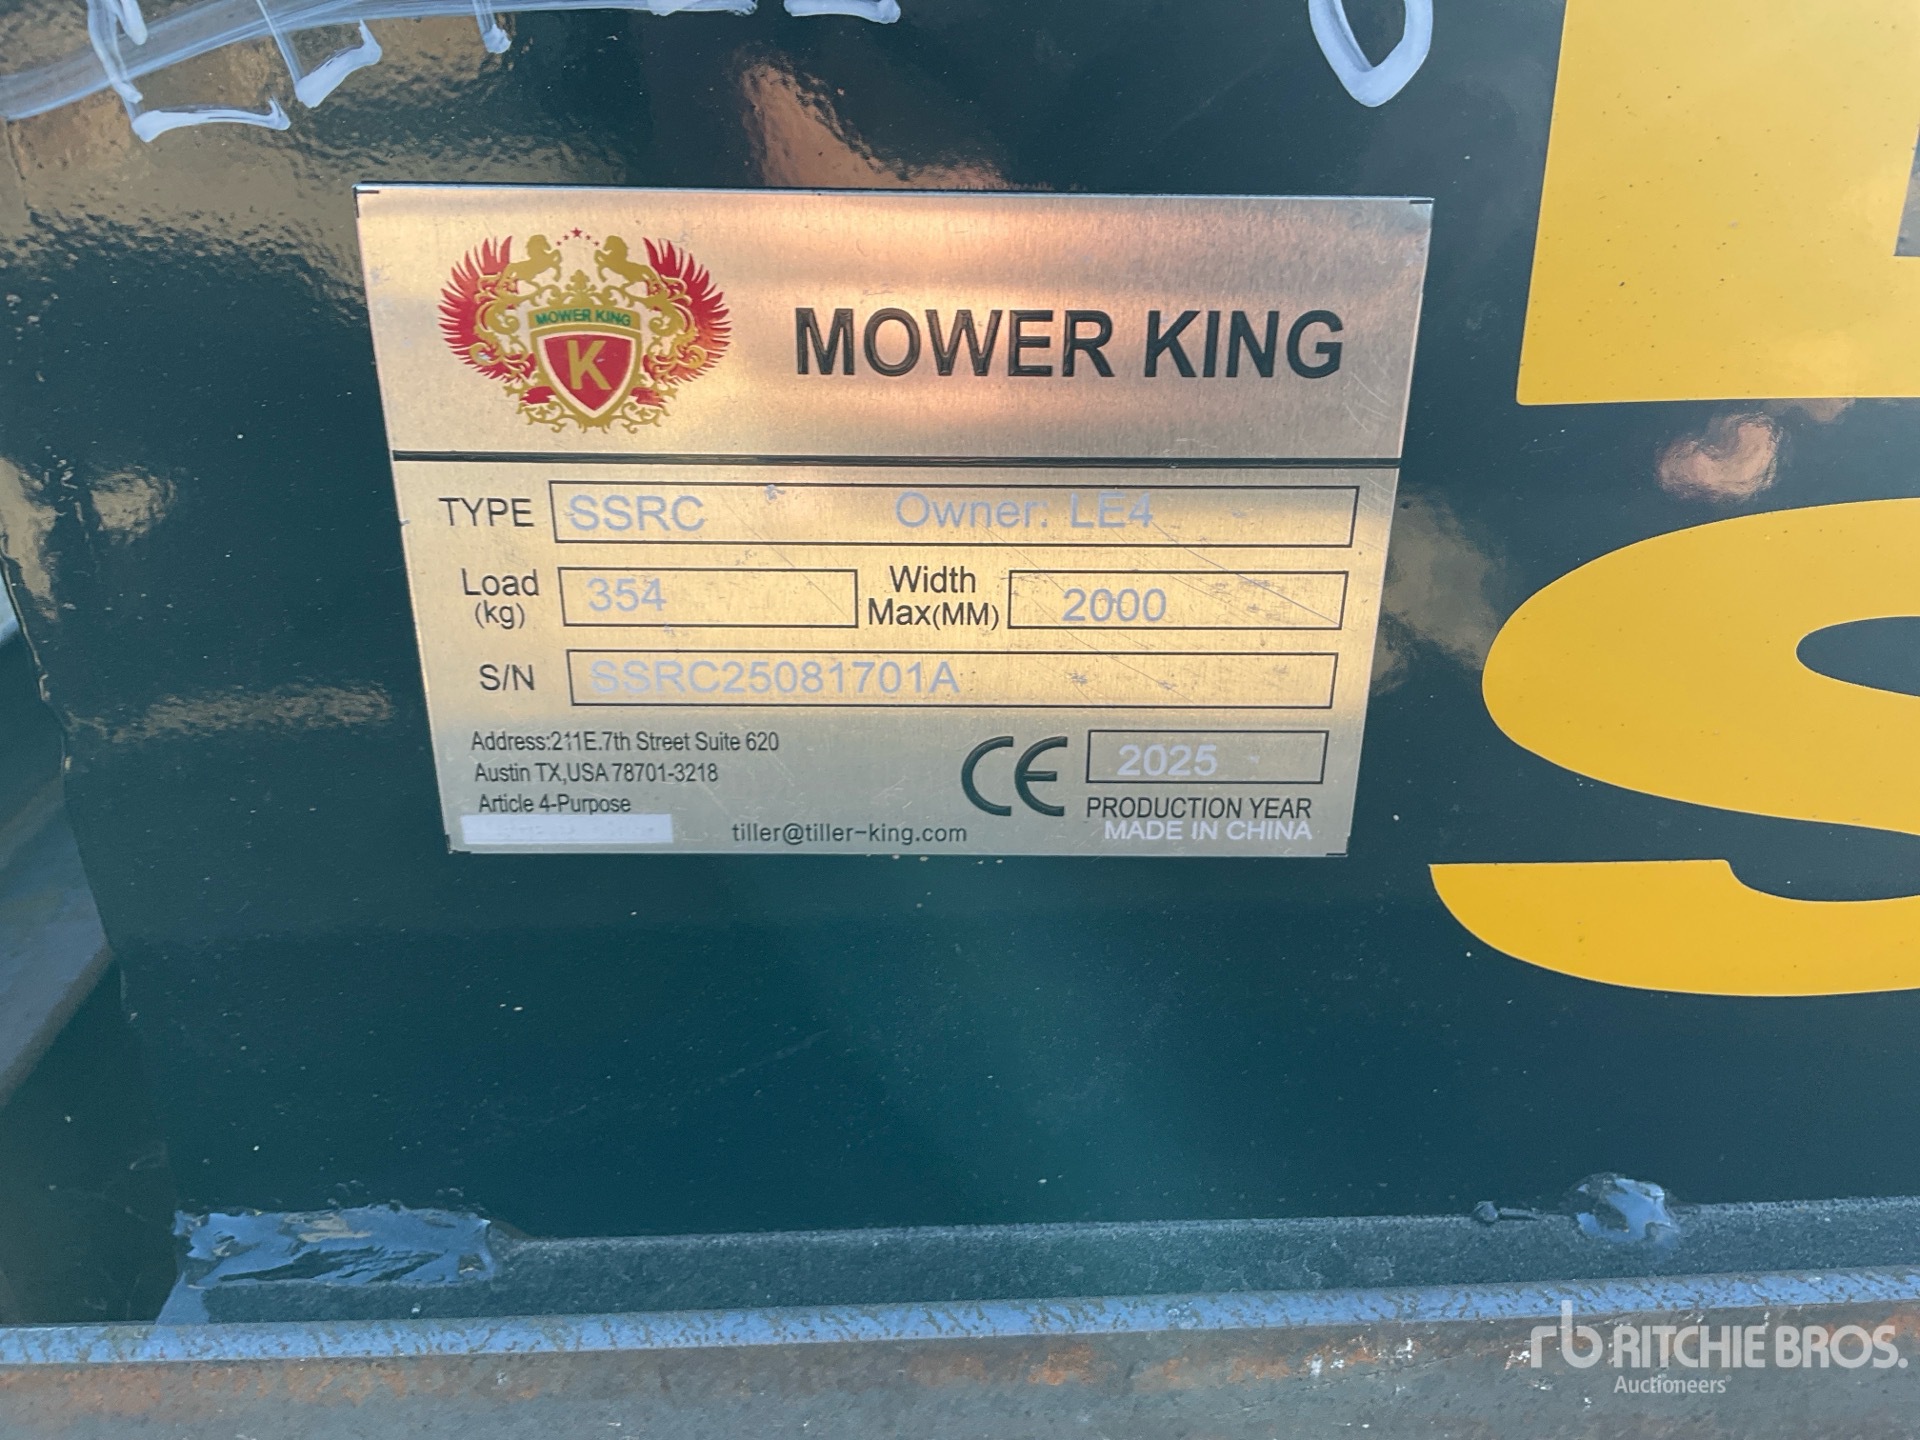 MOWER KING
K
MOWER KING
TYPE SSRC Owner: LE4
Load (kg) 354 Width Max(MM) 2000
S/N SSRC25081701A
Address:211E.7th Street Suite 620
Austin TX,USA 78701-3218
Article 4-Purpose
tiller@tiller-king.com
CE 2025
PRODUCTION YEAR
MADE IN CHINA
rb RITCHIE BROS.
Auctioneers